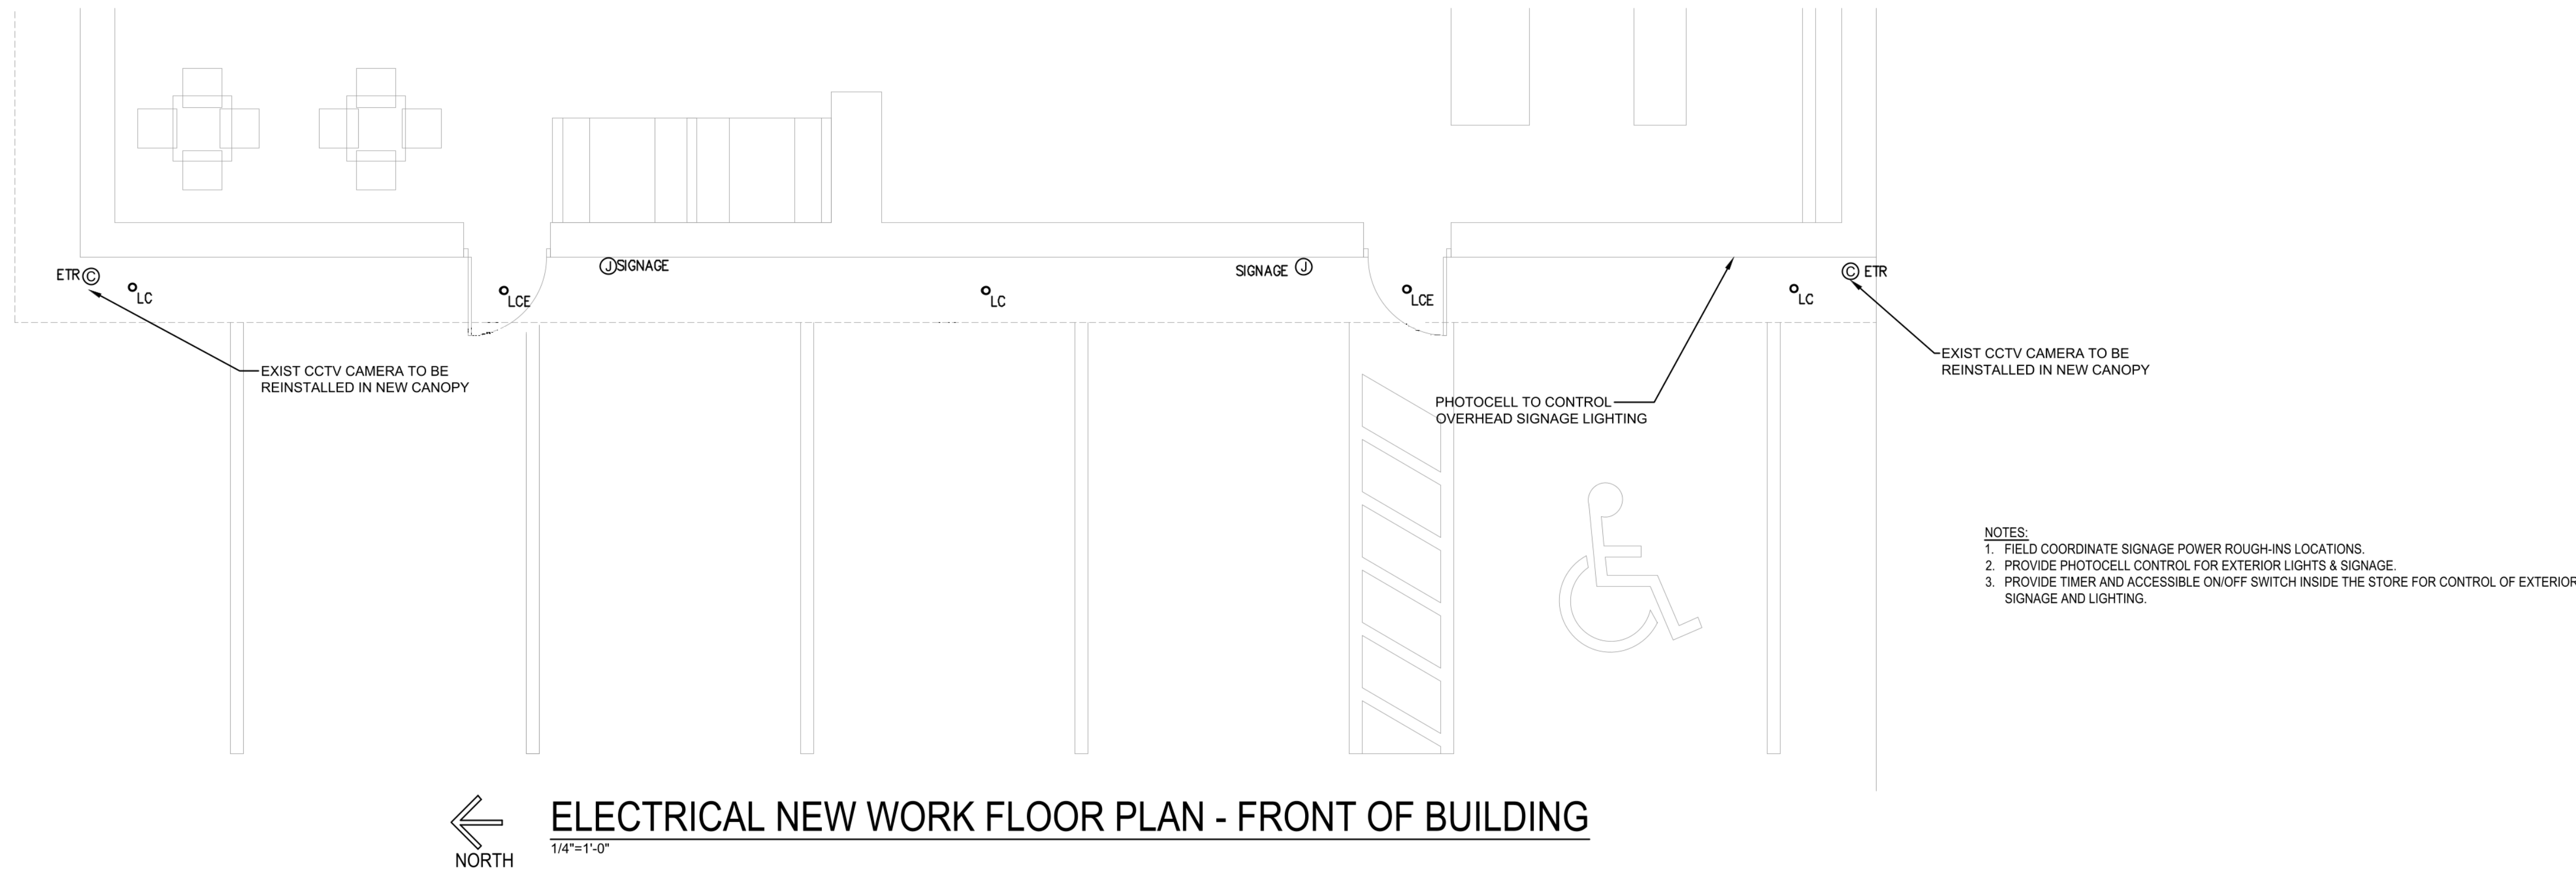 ETR Ⓒ
LC
LCE
Ⓙ SIGNAGE
LC
SIGNAGE Ⓙ
LCE
LC
Ⓒ ETR
EXIST CCTV CAMERA TO BE
REINSTALLED IN NEW CANOPY
PHOTOCELL TO CONTROL
OVERHEAD SIGNAGE LIGHTING
EXIST CCTV CAMERA TO BE
REINSTALLED IN NEW CANOPY
NOTES:
1. FIELD COORDINATE SIGNAGE POWER ROUGH-INS LOCATIONS.
2. PROVIDE PHOTOCELL CONTROL FOR EXTERIOR LIGHTS & SIGNAGE.
3. PROVIDE TIMER AND ACCESSIBLE ON/OFF SWITCH INSIDE THE STORE FOR CONTROL OF EXTERIOR
SIGNAGE AND LIGHTING.
NORTH
ELECTRICAL NEW WORK FLOOR PLAN - FRONT OF BUILDING
1/4"=1'-0"